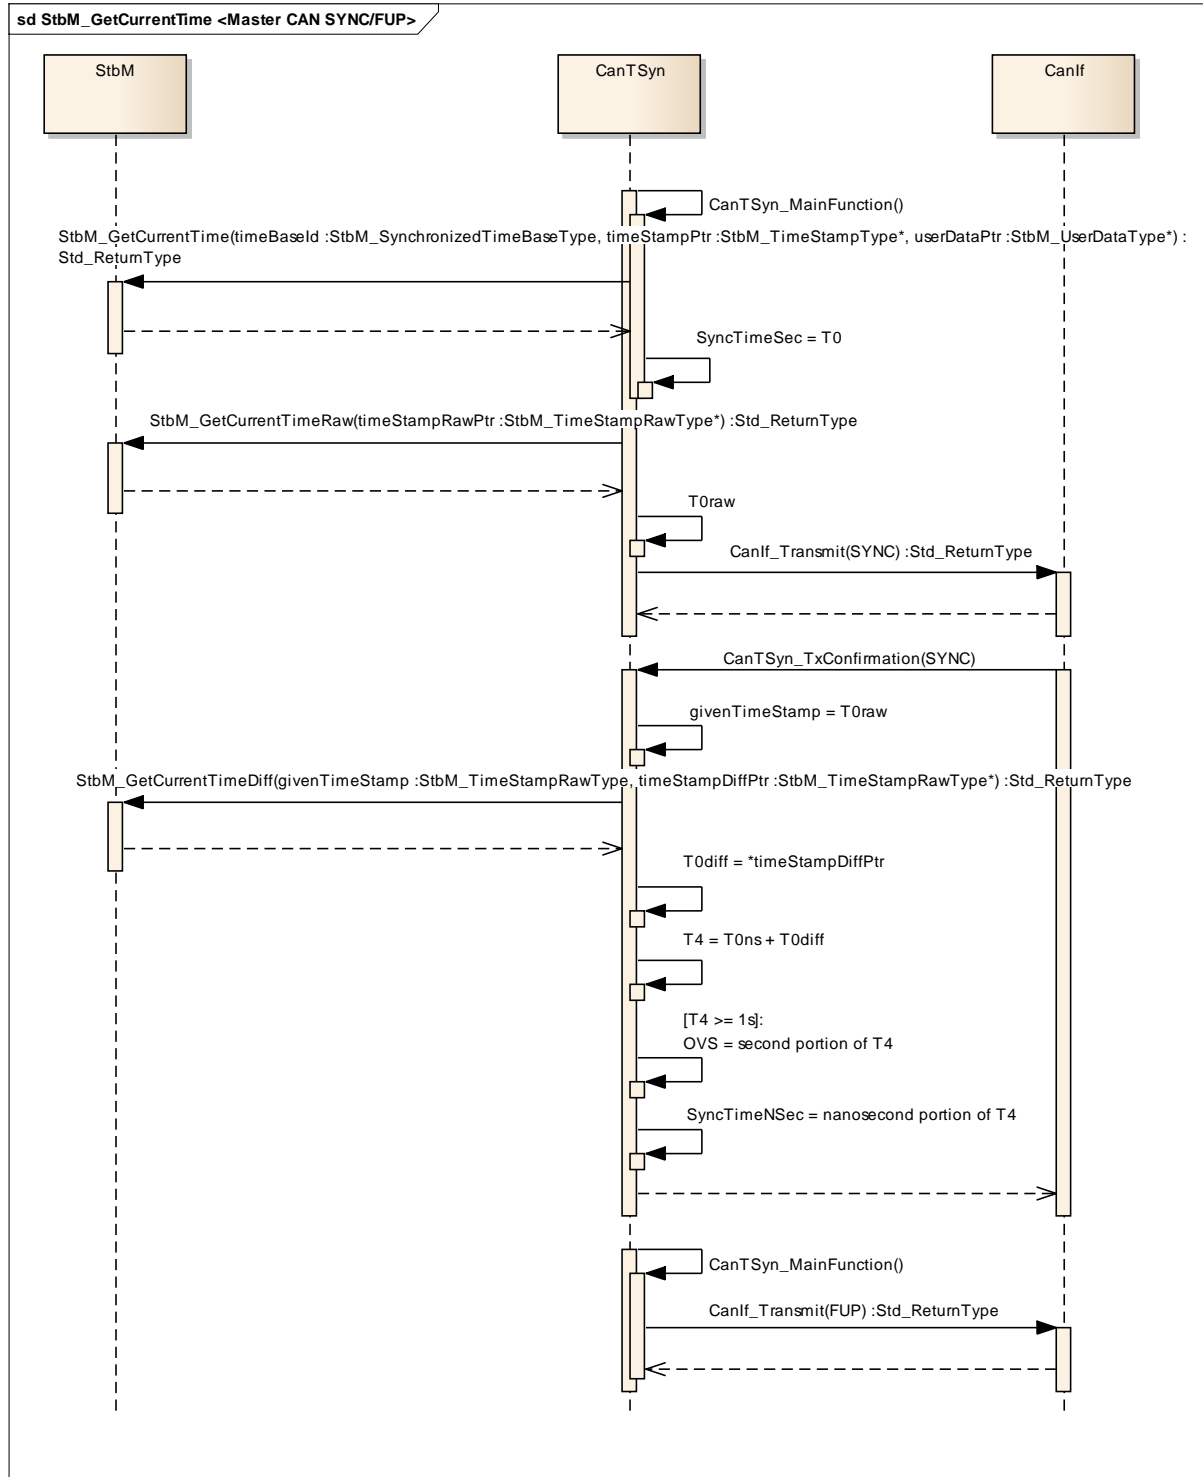 sd StbM_GetCurrentTime <Master CAN SYNC/FUP>
StbM
CanTSyn
CanIf
CanTSyn_MainFunction()
StbM_GetCurrentTime(timeBaseId :StbM_SynchronizedTimeBaseType, timeStampPtr :StbM_TimeStampType*, userDataPtr :StbM_UserDataType*) :
Std_ReturnType
SyncTimeSec = T0
StbM_GetCurrentTimeRaw(timeStampRawPtr :StbM_TimeStampRawType*) :Std_ReturnType
T0raw
CanIf_Transmit(SYNC) :Std_ReturnType
CanTSyn_TxConfirmation(SYNC)
givenTimeStamp = T0raw
StbM_GetCurrentTimeDiff(givenTimeStamp :StbM_TimeStampRawType, timeStampDiffPtr :StbM_TimeStampRawType*) :Std_ReturnType
T0diff = *timeStampDiffPtr
T4 = T0ns + T0diff
[T4 >= 1s]:
OVS = second portion of T4
SyncTimeNSec = nanosecond portion of T4
CanTSyn_MainFunction()
CanIf_Transmit(FUP) :Std_ReturnType